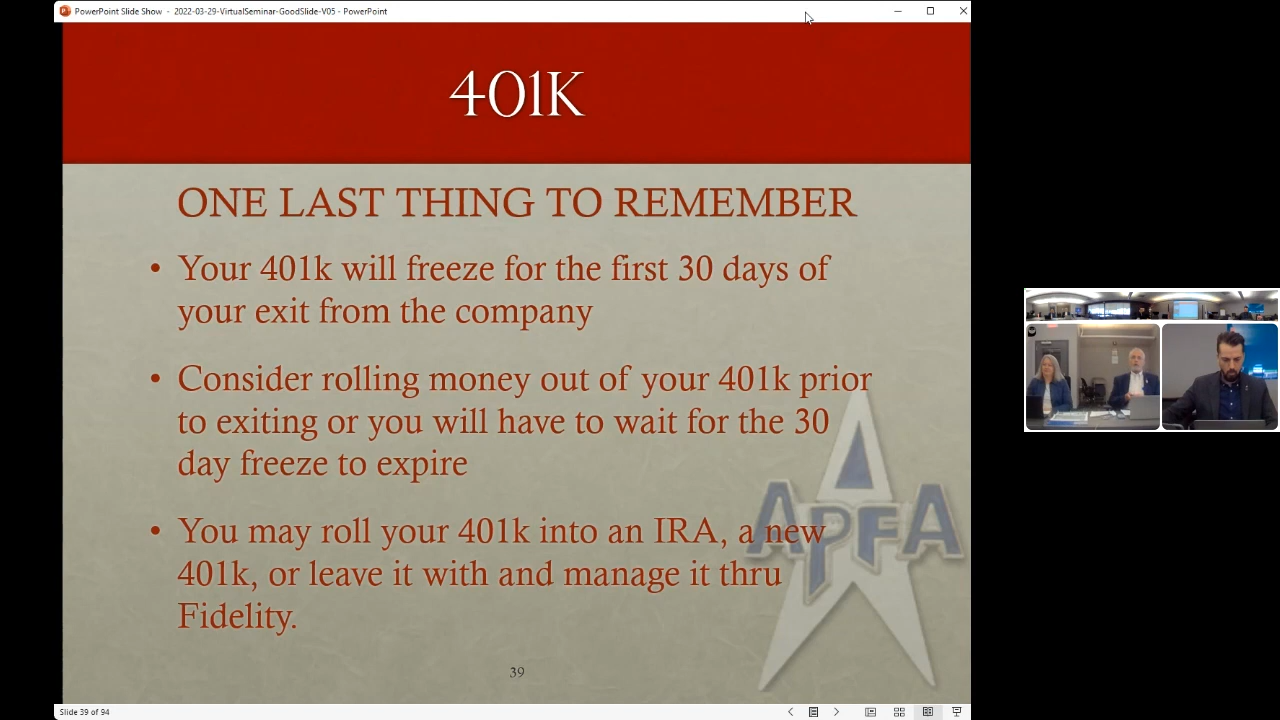 PowerPoint Slide Show - 2022-03-29-VirtualSeminar-GoodSlide-V05 - PowerPoint
401K
ONE LAST THING TO REMEMBER
• Your 401k will freeze for the first 30 days of
your exit from the company
• Consider rolling money out of your 401k prior
to exiting or you will have to wait for the 30
day freeze to expire
• You may roll your 401k into an IRA, a new
401k, or leave it with and manage it thru
Fidelity.
APFA
39
Slide 39 of 94